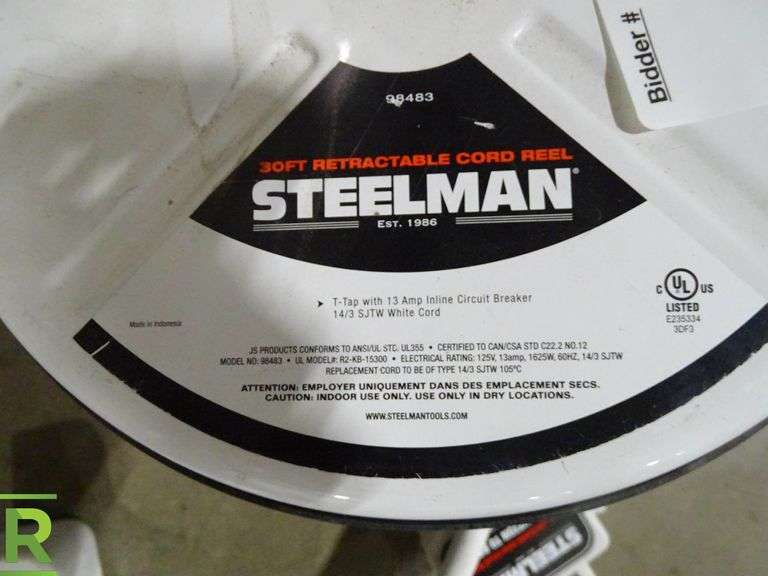 98483
Bidder #
30FT RETRACTABLE CORD REEL
STEELMAN®
EST. 1986
➤ T-Tap with 13 Amp Inline Circuit Breaker
14/3 SJTW White Cord
C UL US
LISTED
E235334
3DF3
Made in Indonesia
JS PRODUCTS CONFORMS TO ANSI/UL STD. UL355 • CERTIFIED TO CAN/CSA STD C22.2 NO.12
MODEL NO: 98483 • UL MODEL#: R2-KB-15300 • ELECTRICAL RATING: 125V, 13amp, 1625W, 60HZ, 14/3 SJTW
REPLACEMENT CORD TO BE OF TYPE 14/3 SJTW 105°C
ATTENTION: EMPLOYER UNIQUEMENT DANS DES EMPLACEMENT SECS.
CAUTION: INDOOR USE ONLY. USE ONLY IN DRY LOCATIONS.
WWW.STEELMANTOOLS.COM
R
STEELMAN